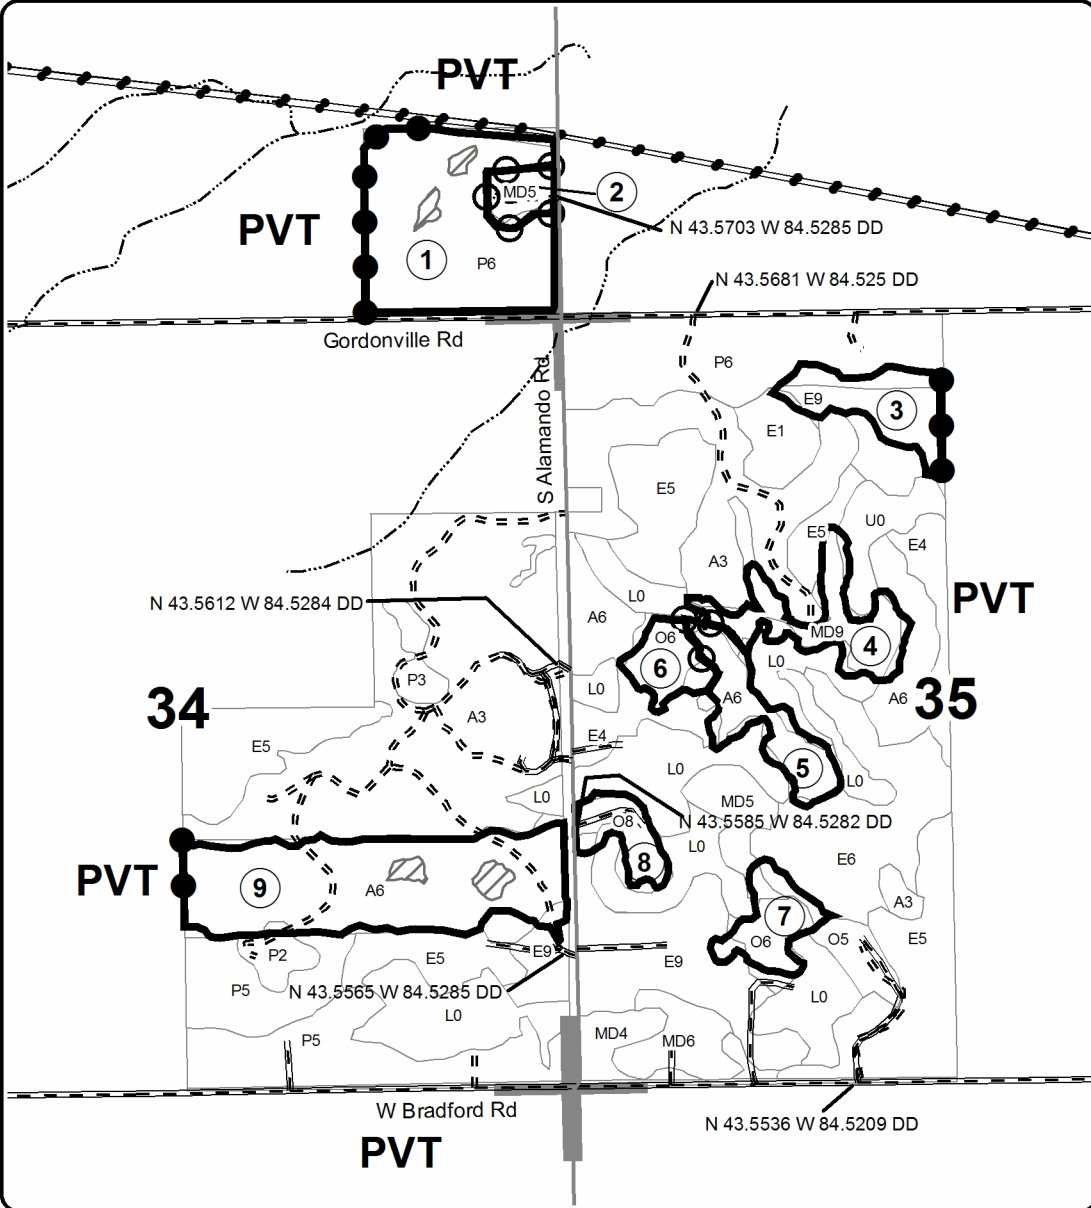 PVT
MD5
2
PVT
N 43.5703 W 84.5285 DD
1
P6
N 43.5681 W 84.525 DD
Gordonville Rd
S Alamando Rd
P6
E9
3
E1
E5
U0
E5
E4
A3
N 43.5612 W 84.5284 DD
L0
PVT
A6
O6
MD9
4
6
L0
P3
L0
A6
A6
34
35
A3
E4
E5
L0
5
L0
L0
MD5
O8
N 43.5585 W 84.5282 DD
L0
8
E6
PVT
9
A6
A3
7
O6
O5
E5
E9
P2
E5
E9
P5
N 43.5565 W 84.5285 DD
L0
L0
P5
MD4
MD6
W Bradford Rd
N 43.5536 W 84.5209 DD
PVT